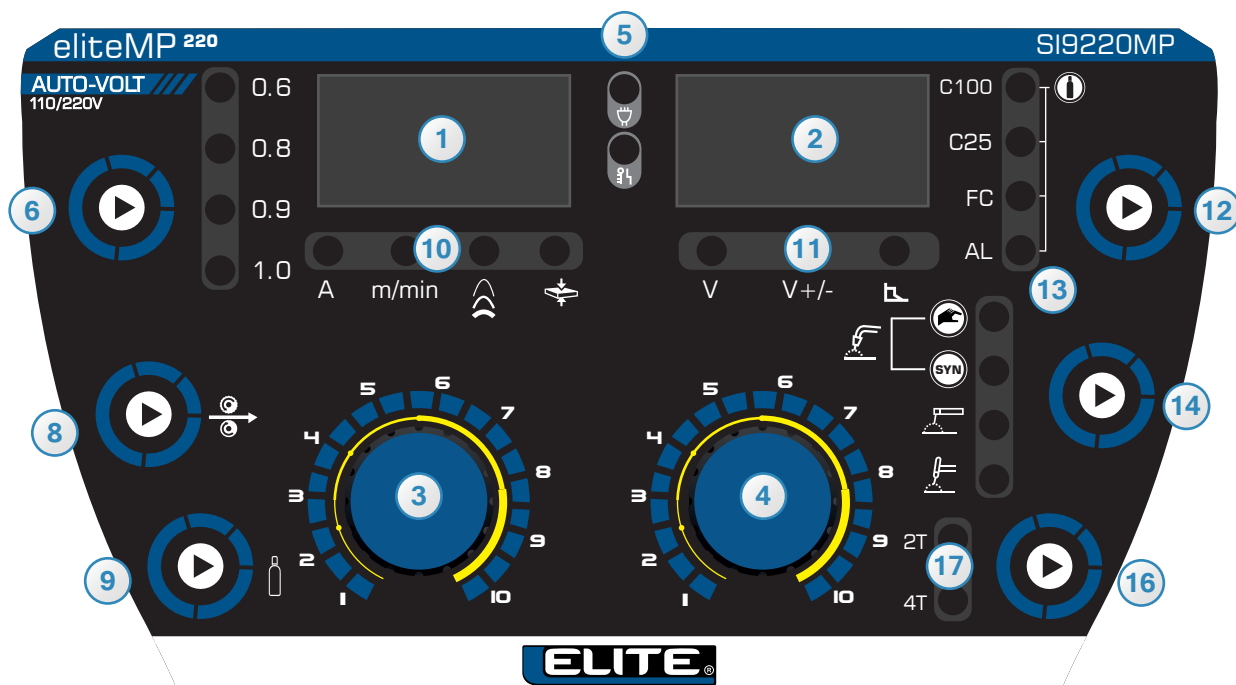 eliteMP 220
5
SI9220MP
AUTO-VOLT
110/220V
0.6
0.8
0.9
1.0
1
2
C100
C25
FC
AL
6
12
10
A m/min
11
V V+/-
13
SYN
8
14
1 2 3 4 5 6 7 8 9 10
3
1 2 3 4 5 6 7 8 9 10
4
9
2T
17
4T
16
ELITE®